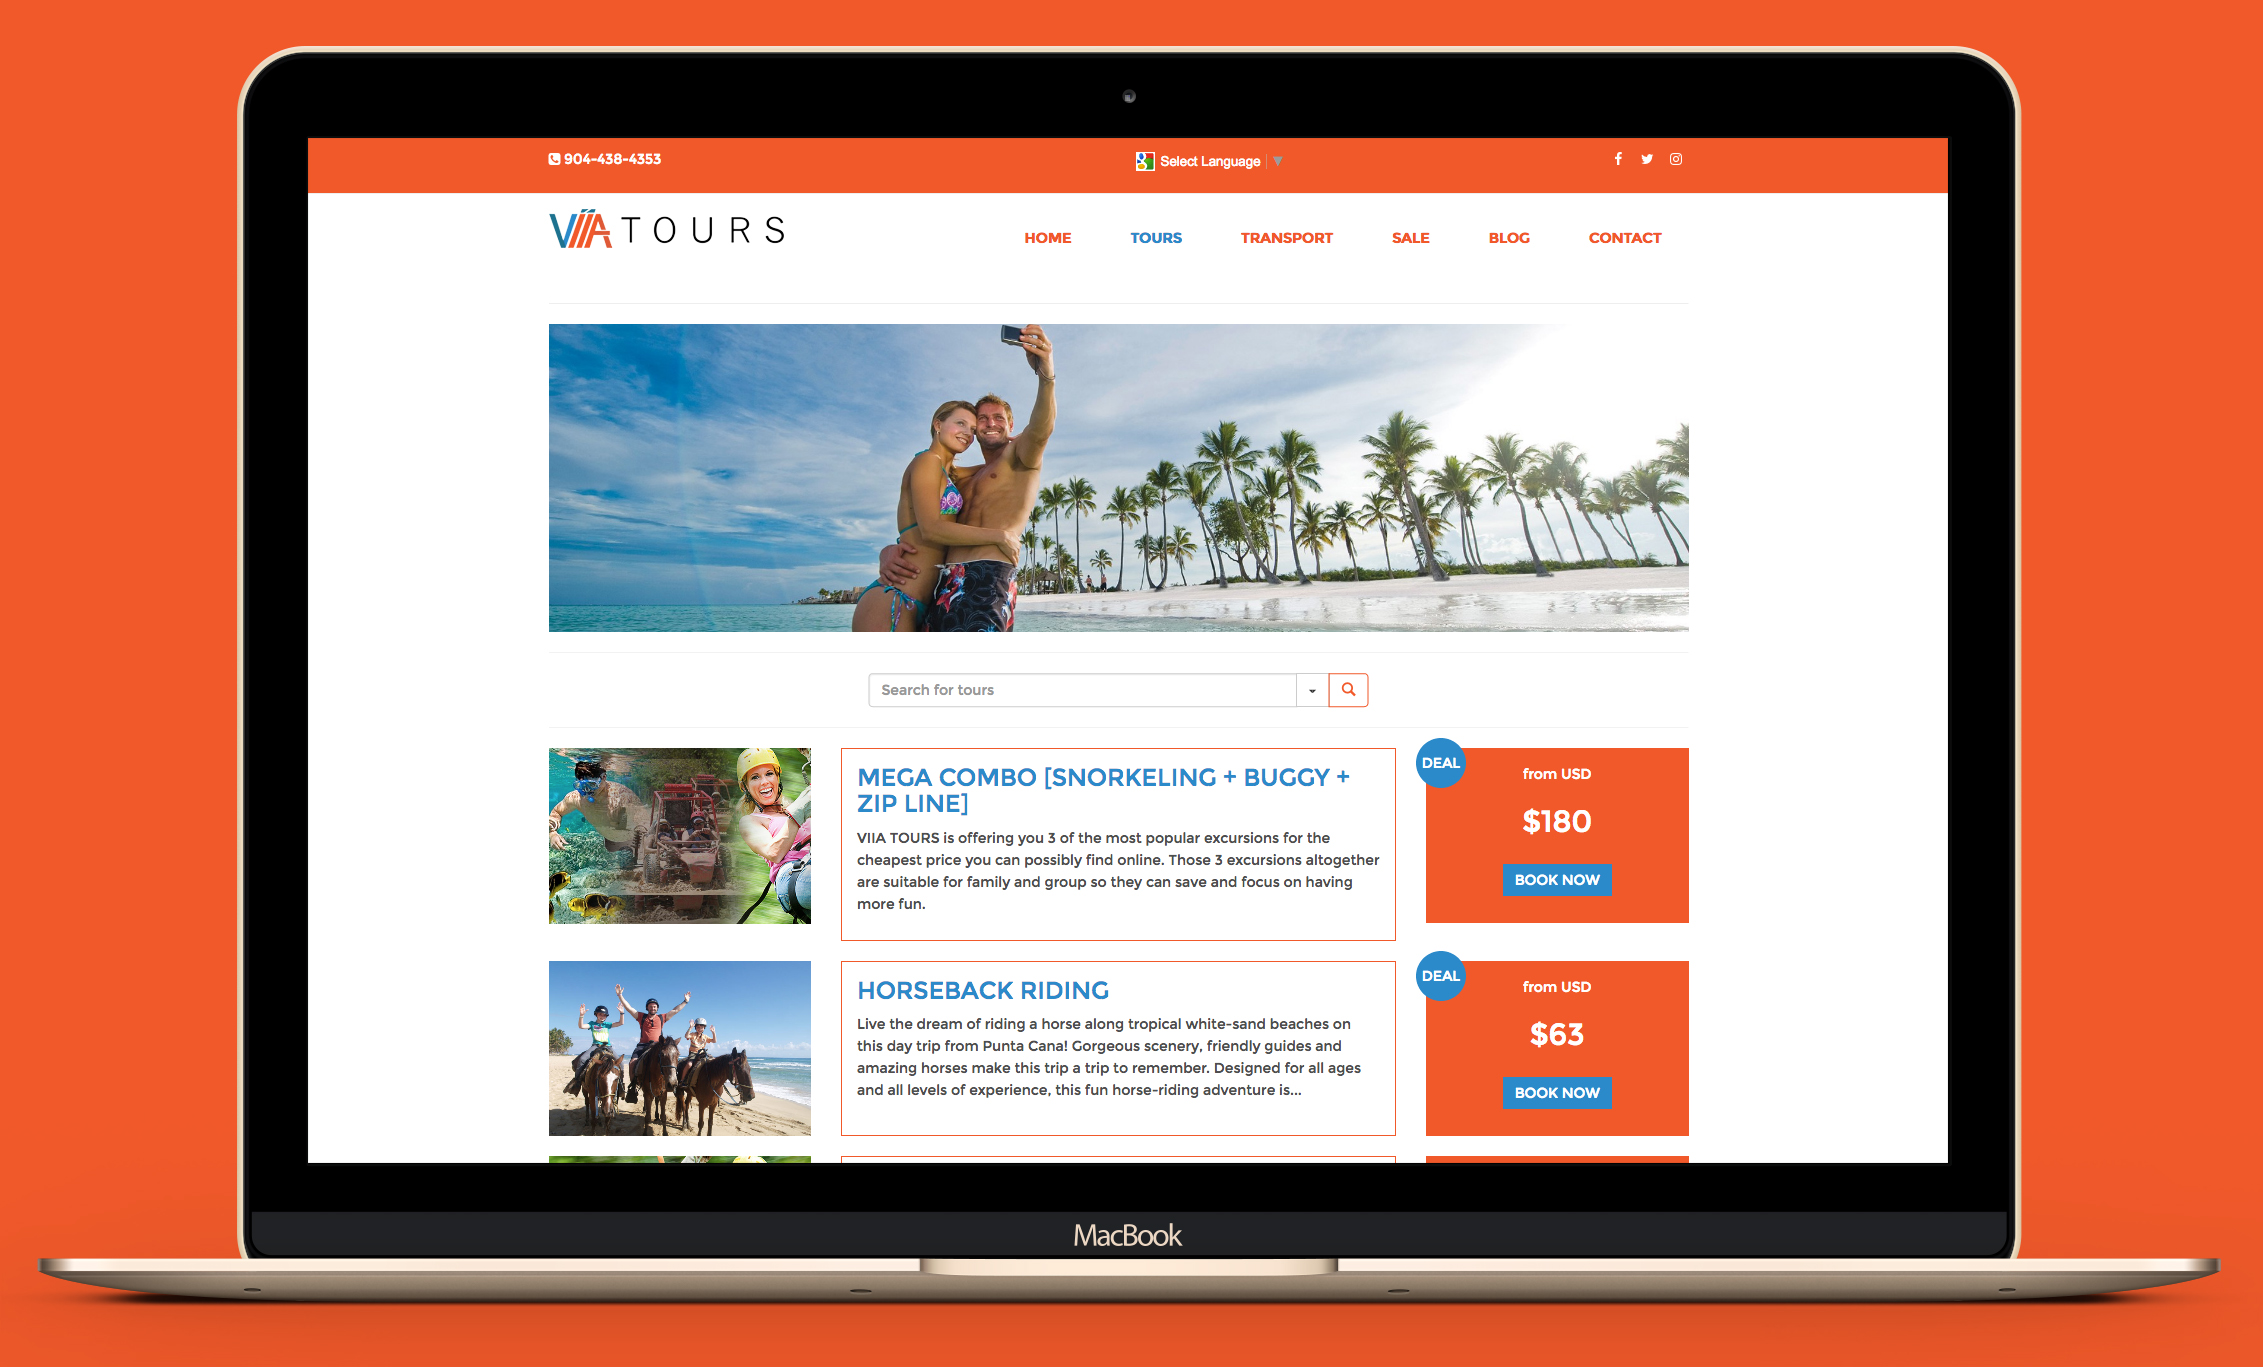 904-438-4353
Select Language
VIIA TOURS
HOME TOURS TRANSPORT SALE BLOG CONTACT
Search for tours
MEGA COMBO [SNORKELING + BUGGY +
ZIP LINE]
VIIA TOURS is offering you 3 of the most popular excursions for the
cheapest price you can possibly find online. Those 3 excursions altogether
are suitable for family and group so they can save and focus on having
more fun.
DEAL
from USD
$180
BOOK NOW
HORSEBACK RIDING
Live the dream of riding a horse along tropical white-sand beaches on
this day trip from Punta Cana! Gorgeous scenery, friendly guides and
amazing horses make this trip a trip to remember. Designed for all ages
and all levels of experience, this fun horse-riding adventure is...
DEAL
from USD
$63
BOOK NOW
MacBook